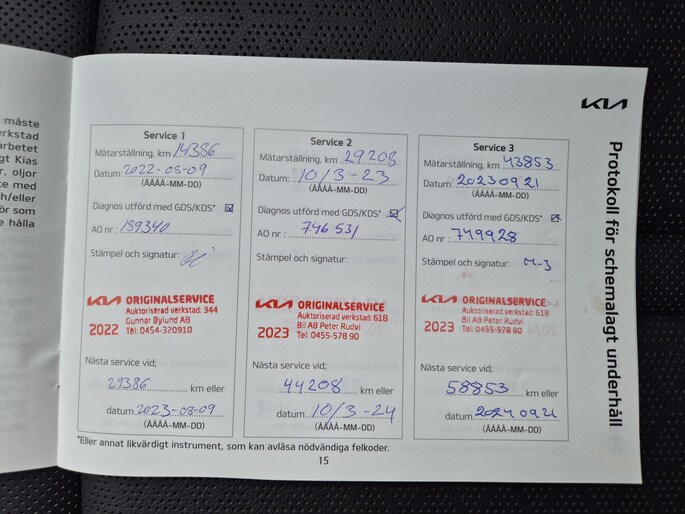 måste
erkstad
arbetet
gt Kias
r, oljor
te med
ch/eller
ör som
e hålla
KIA
Protokoll för schemalagt underhåll
Service 1
Mätarställning, km 14386
Datum: 2022-08-09
(ÅÅÅÅ-MM-DD)
Diagnos utförd med GDS/KDS*
AO nr: 189340
Stämpel och signatur:
KIA ORIGINALSERVICE
Auktoriserad verkstad: 344
Gunnar Bylund AB
2022 Tel: 0454-320910
Nästa service vid;
29386 km eller
datum 2023-08-09
(ÅÅÅÅ-MM-DD)
Service 2
Mätarställning, km 29208
Datum: 10/3-23
(ÅÅÅÅ-MM-DD)
Diagnos utförd med GDS/KDS*
AO nr: 746531
Stämpel och signatur:
KIA ORIGINALSERVICE
Auktoriserad verkstad: 618
Bil AB Peter Rudvi
2023 Tel: 0455-578 90
Nästa service vid;
44208 km eller
datum: 10/3-24
(ÅÅÅÅ-MM-DD)
Service 3
Mätarställning, km 43853
Datum: 20230921
(ÅÅÅÅ-MM-DD)
Diagnos utförd med GDS/KDS*
AO nr: 749928
Stämpel och signatur: M-3
KIA ORIGINALSERVICE
Auktoriserad verkstad: 618
Bil AB Peter Rudvi
2023 Tel: 0455-578 90
Nästa service vid;
58853 km eller
datum 20240921
(ÅÅÅÅ-MM-DD)
*Eller annat likvärdigt instrument, som kan avläsa nödvändiga felkoder.
15